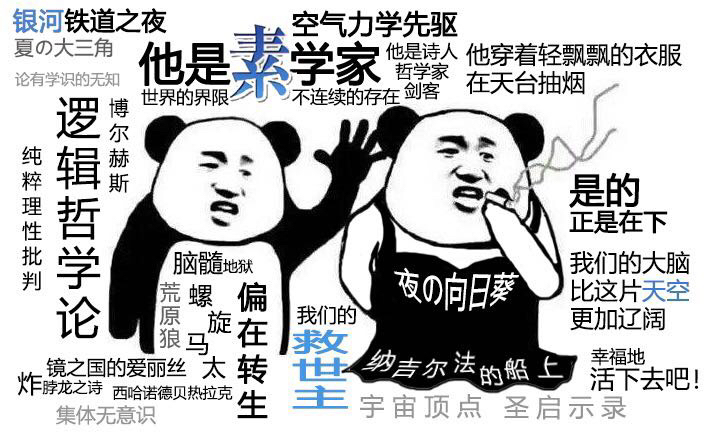 银河铁道之夜
夏の大三角
论有学识的无知
空气力学先驱
他是素学家
世界的界限
不连续的存在
他是诗人
哲学家
剑客
他穿着轻飘飘的衣服
在天台抽烟
逻辑哲学论
博尔赫斯
纯粹理性批判
是的
正是在下
我们的大脑
比这片天空
更加辽阔
幸福地
活下去吧！
脑髓地狱
荒原狼
螺旋
马太
偏在转生
我们的
救世主
夜の向日葵
纳吉尔法的船上
镜之国的爱丽丝
炸脖龙之诗
西哈诺德贝热拉克
集体无意识
宇宙顶点
圣启示录